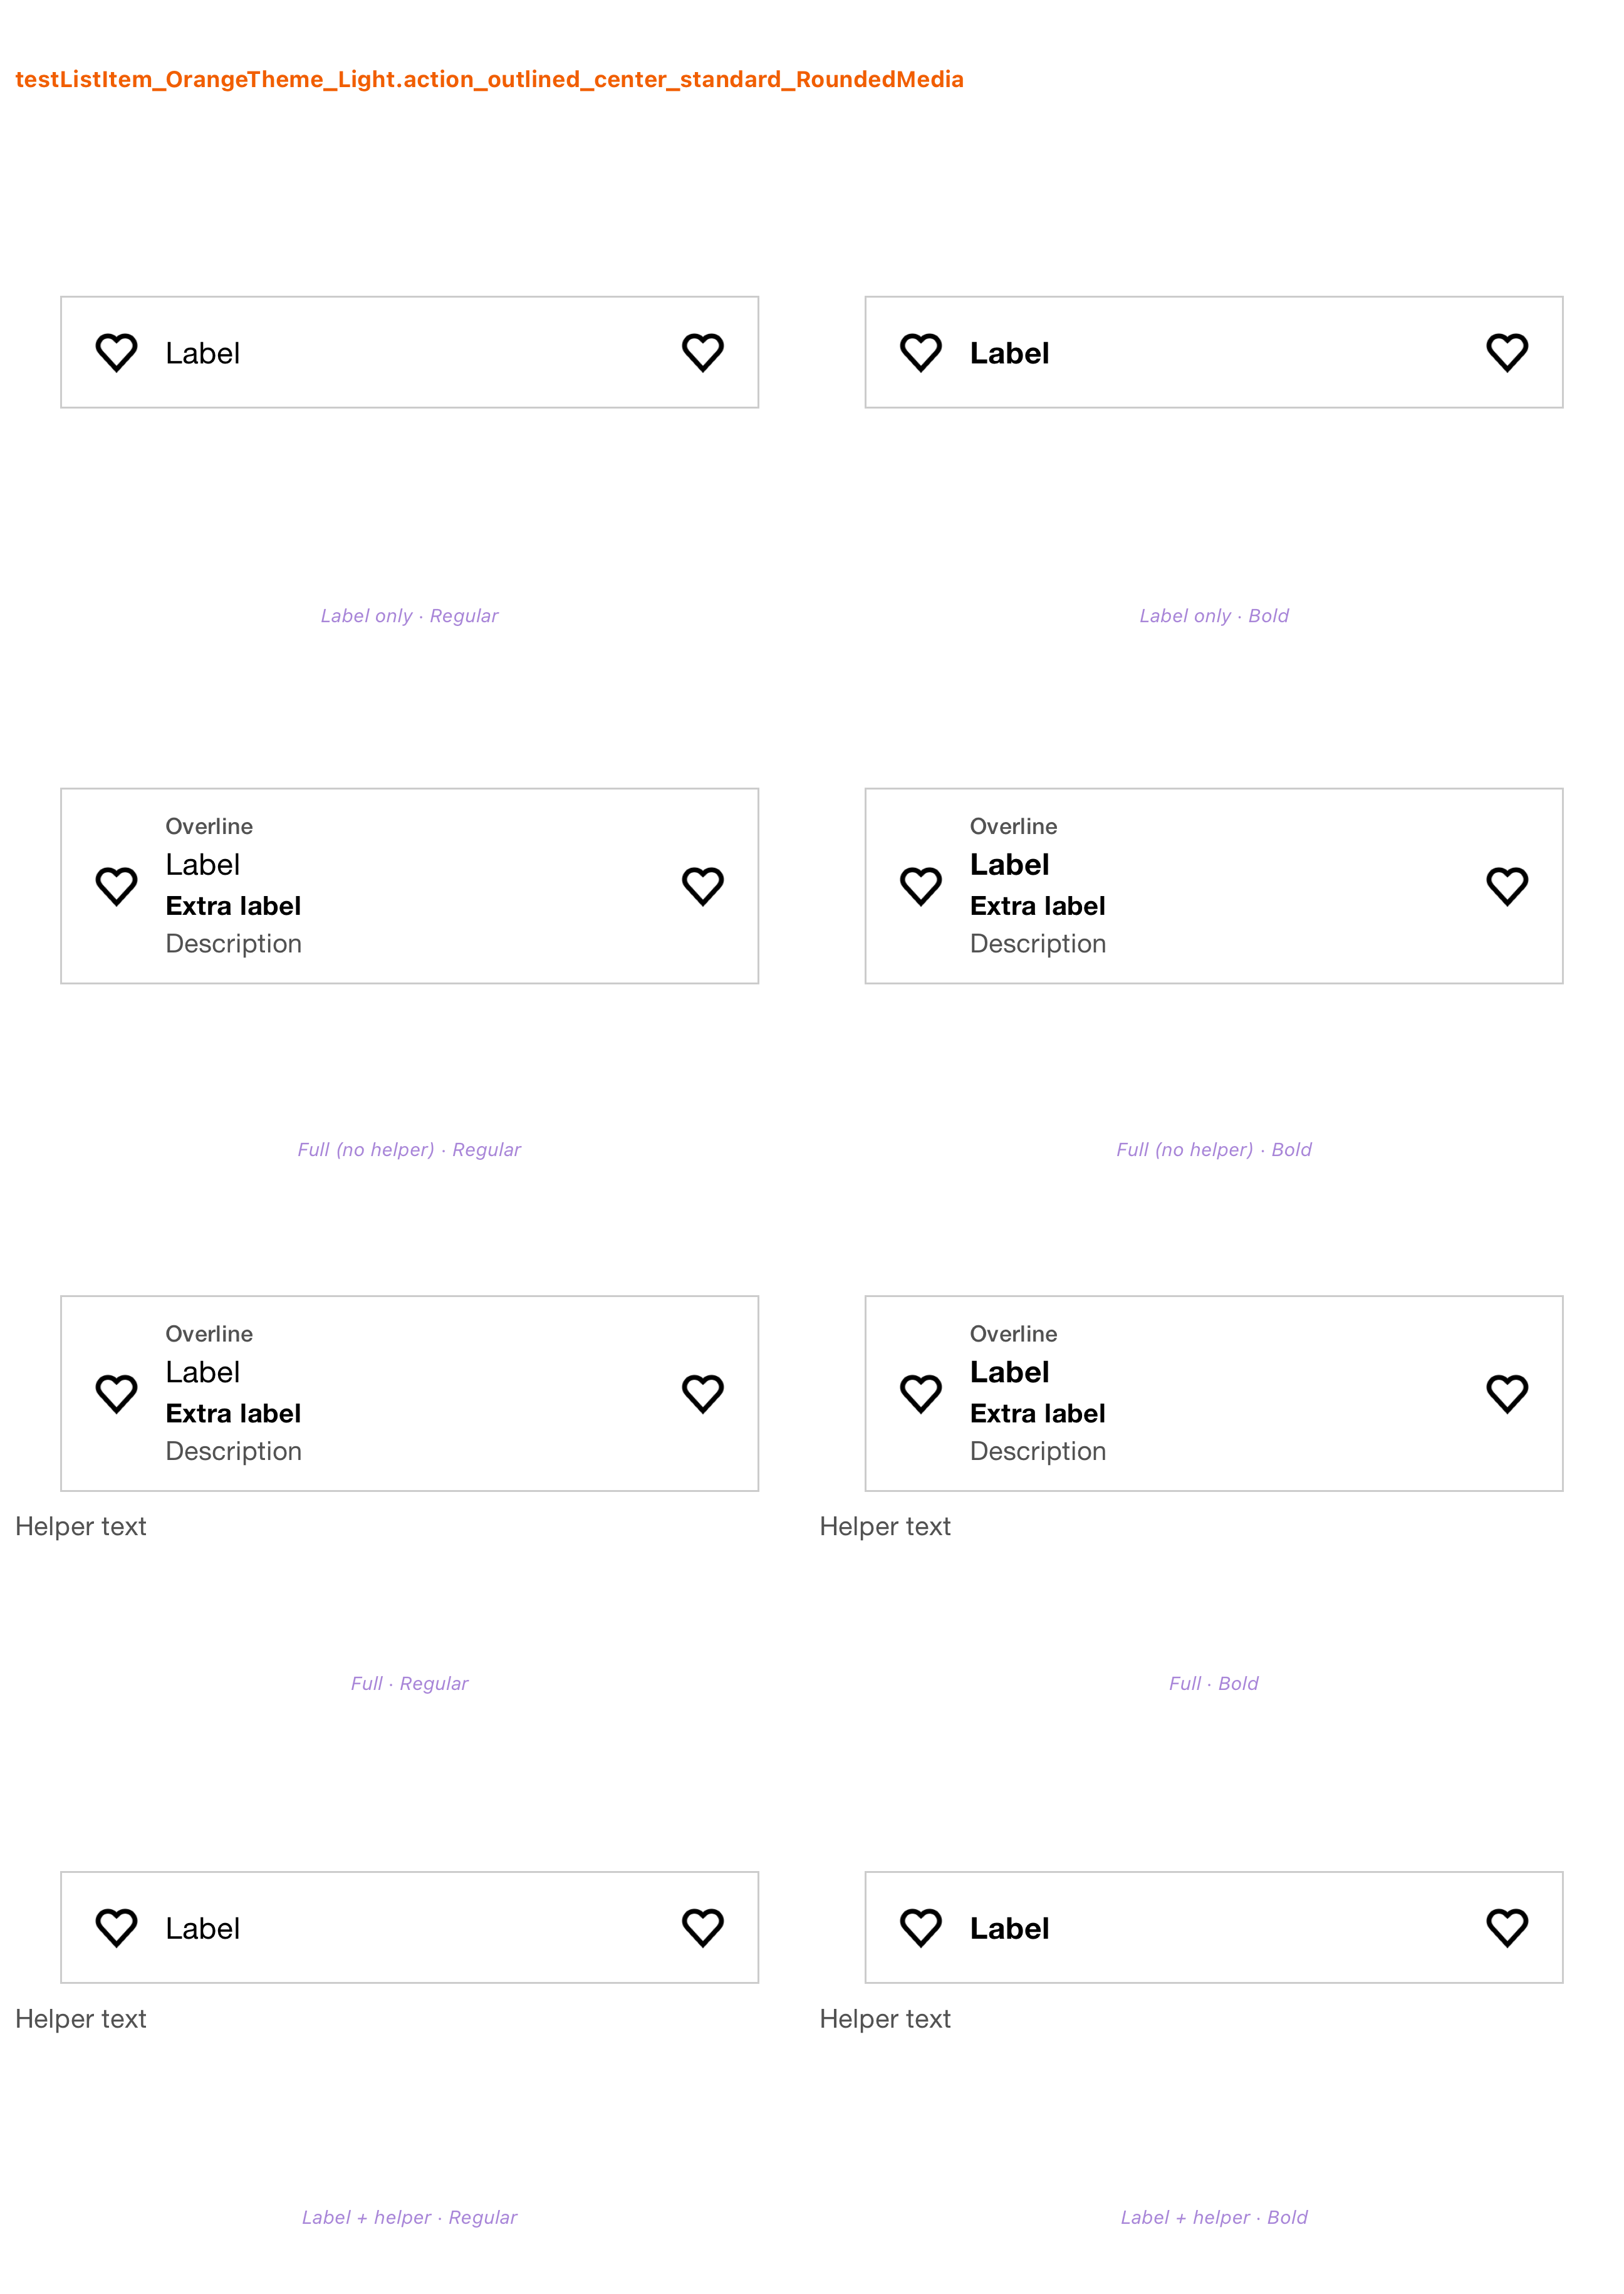 testListItem_OrangeTheme_Light.action_outlined_center_standard_RoundedMedia
Label
Label
Label only · Regular
Label only · Bold
Overline
Label
Extra label
Description
Overline
Label
Extra label
Description
Full (no helper) · Regular
Full (no helper) · Bold
Overline
Label
Extra label
Description
Helper text
Overline
Label
Extra label
Description
Helper text
Full · Regular
Full · Bold
Label
Helper text
Label
Helper text
Label + helper · Regular
Label + helper · Bold